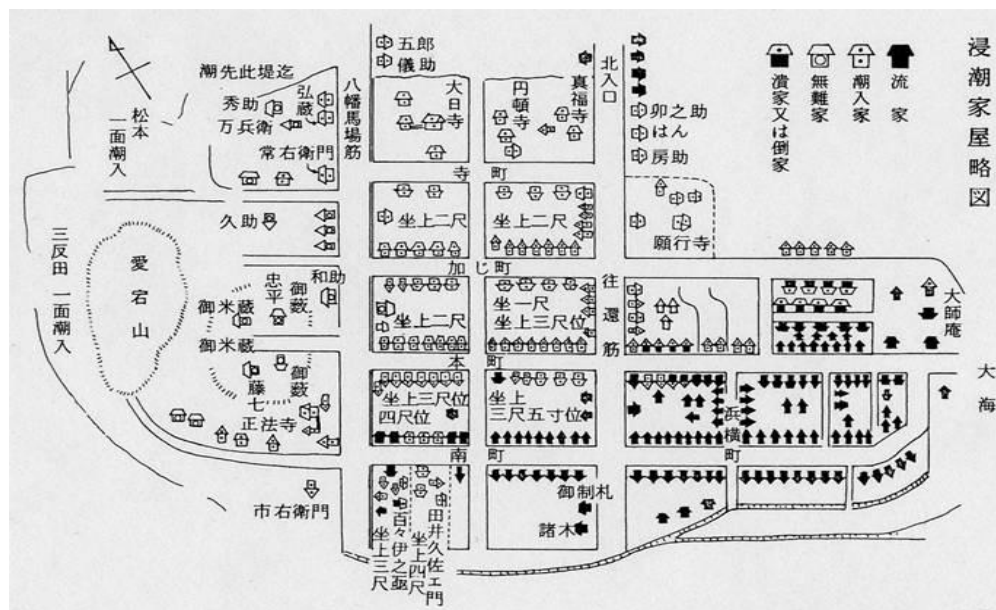 浸潮家屋略図
流家
潮入家
無難家
潰家又は倒家
北入口
真福寺
円頓寺
大日寺
五郎
儀助
八幡馬場筋
潮先此堤迄
弘蔵
秀助
万兵衛
常右衛門
松本
一面潮入
卯之助
はん
房助
寺町
坐上二尺
坐上二尺
願行寺
久助
加じ町
三反田 一面潮入
愛宕山
和助
御薮
忠平
御米蔵
坐上二尺
坐一尺
坐上三尺位
往還筋
大師庵
御米蔵
御薮
藤七
正法寺
本町
坐上三尺位
四尺位
坐上
三尺五寸位
浜横町
大海
南町
市右衛門
御制札
諸木
田井久佐エ門
坐上四尺
百々伊之
坐上三尺